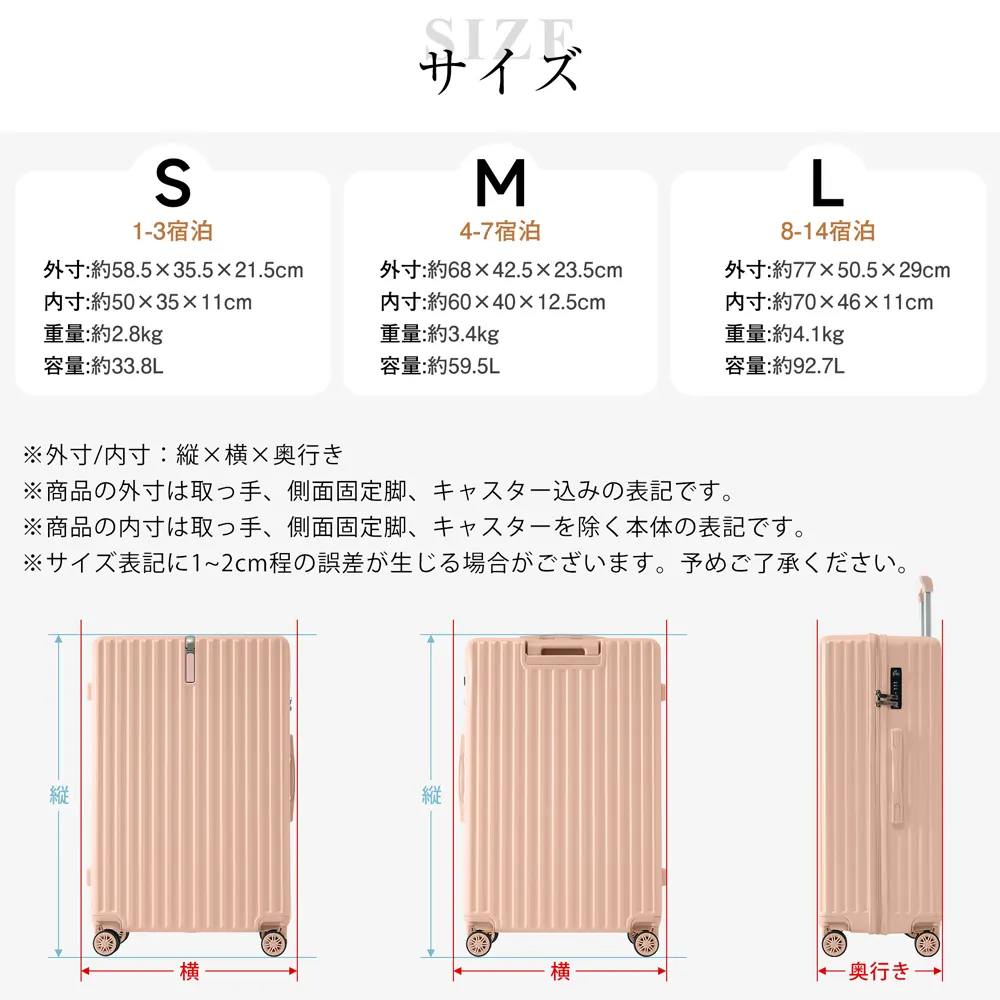 SIZE
サイズ
S
1-3宿泊
外寸:約58.5×35.5×21.5cm
内寸:約50×35×11cm
重量:約2.8kg
容量:約33.8L
M
4-7宿泊
外寸:約68×42.5×23.5cm
内寸:約60×40×12.5cm
重量:約3.4kg
容量:約59.5L
L
8-14宿泊
外寸:約77×50.5×29cm
内寸:約70×46×11cm
重量:約4.1kg
容量:約92.7L
※外寸/内寸：縦×横×奥行き
※商品の外寸は取っ手、側面固定脚、キャスター込みの表記です。
※商品の内寸は取っ手、側面固定脚、キャスターを除く本体の表記です。
※サイズ表記に1~2cm程の誤差が生じる場合がございます。予めご了承ください。
縦
横
縦
横
奥行き